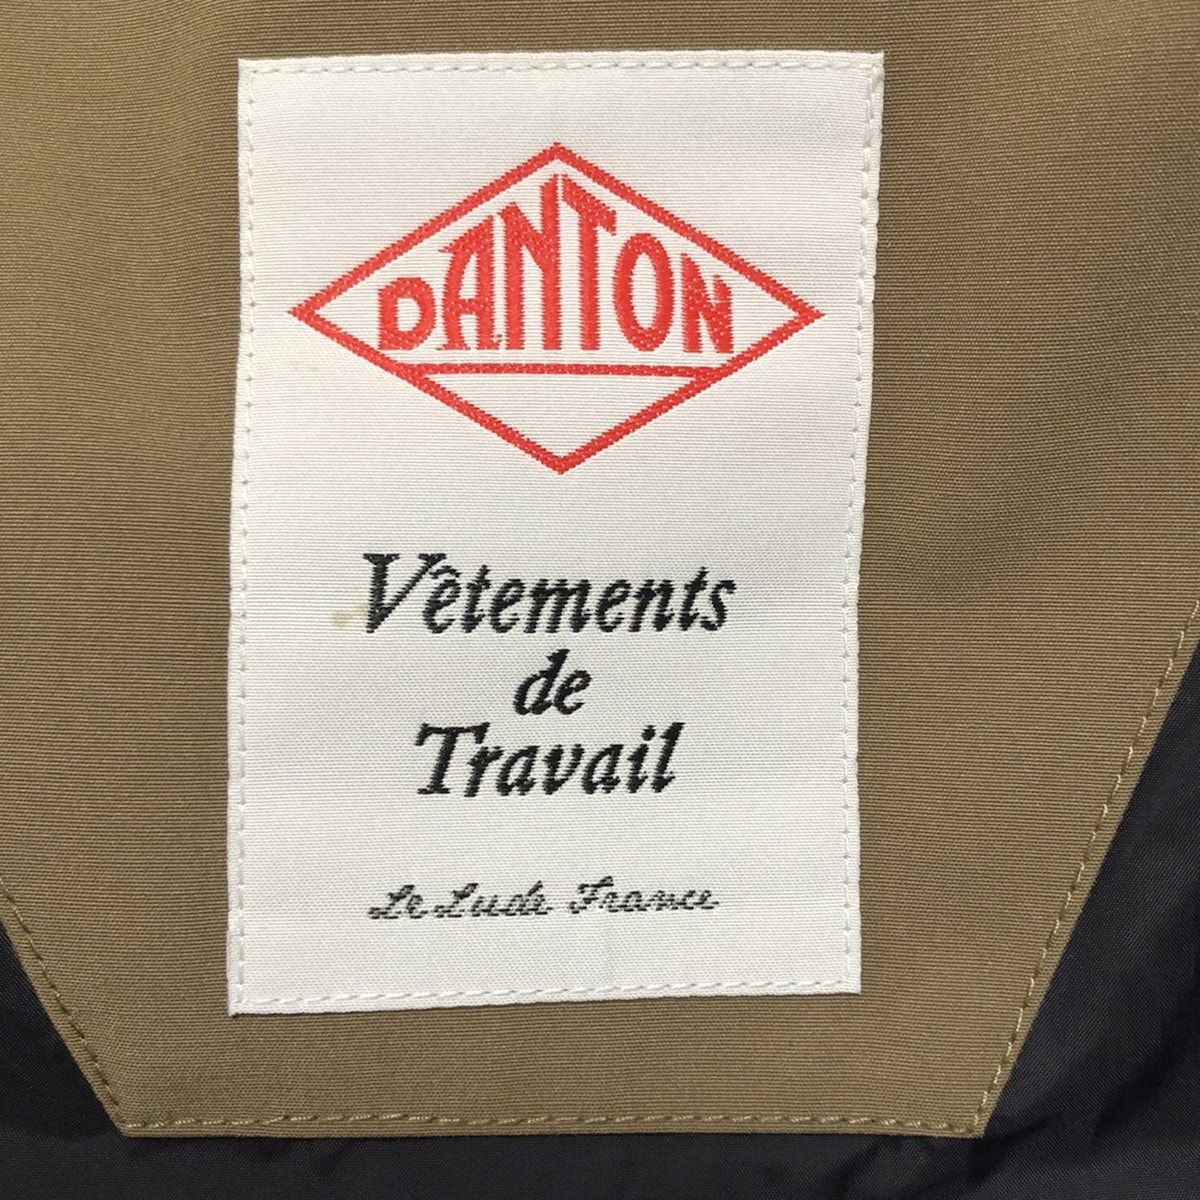 DANTON
Vêtements
de
Travail
Le Lude France